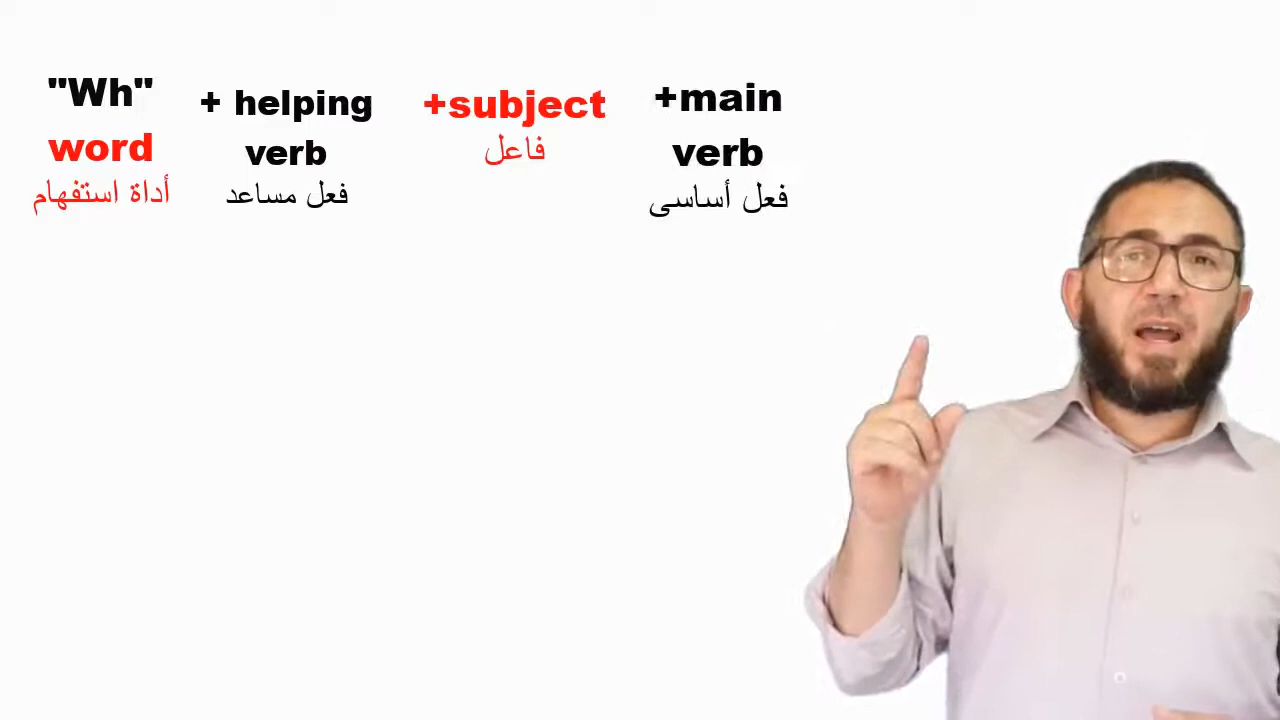 "Wh"
word
أداة استفهام
+ helping
verb
فعل مساعد
+subject
فاعل
+main
verb
فعل أساسى